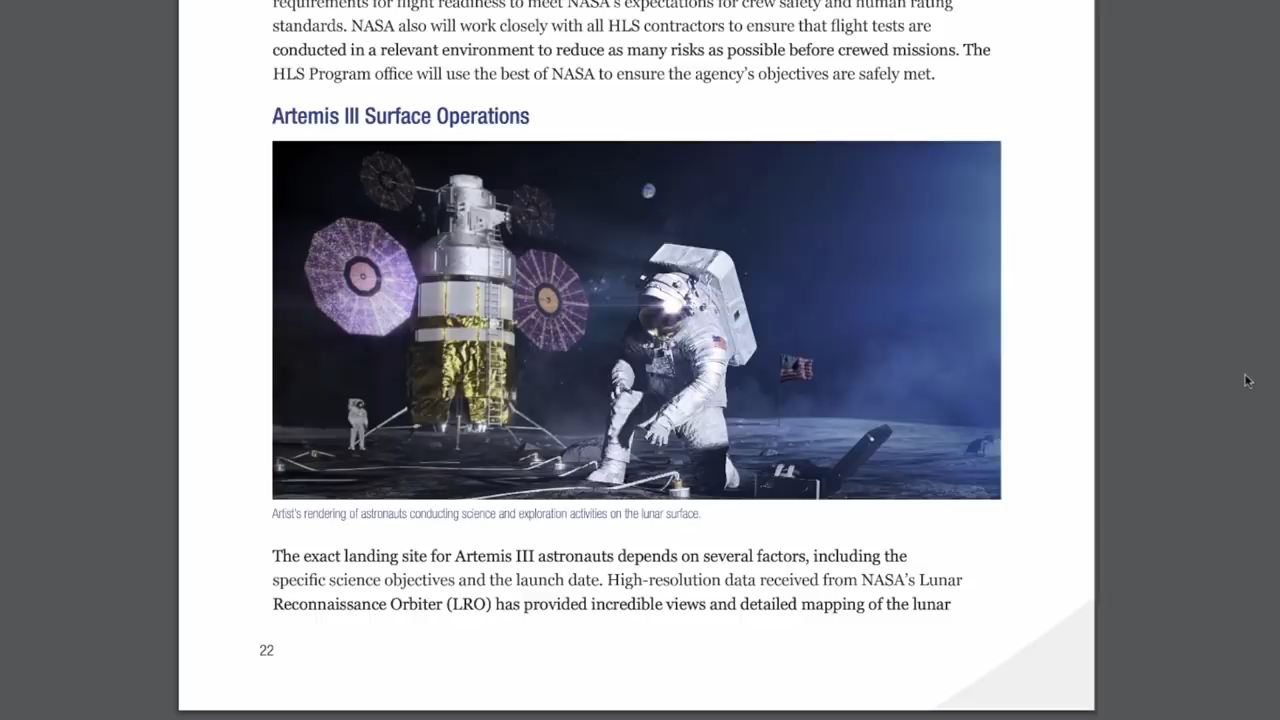 requirements for flight readiness to meet NASA's expectations for crew safety and human rating
standards. NASA also will work closely with all HLS contractors to ensure that flight tests are
conducted in a relevant environment to reduce as many risks as possible before crewed missions. The
HLS Program office will use the best of NASA to ensure the agency's objectives are safely met.
Artemis III Surface Operations
Artist's rendering of astronauts conducting science and exploration activities on the lunar surface.
The exact landing site for Artemis III astronauts depends on several factors, including the
specific science objectives and the launch date. High-resolution data received from NASA's Lunar
Reconnaissance Orbiter (LRO) has provided incredible views and detailed mapping of the lunar
22